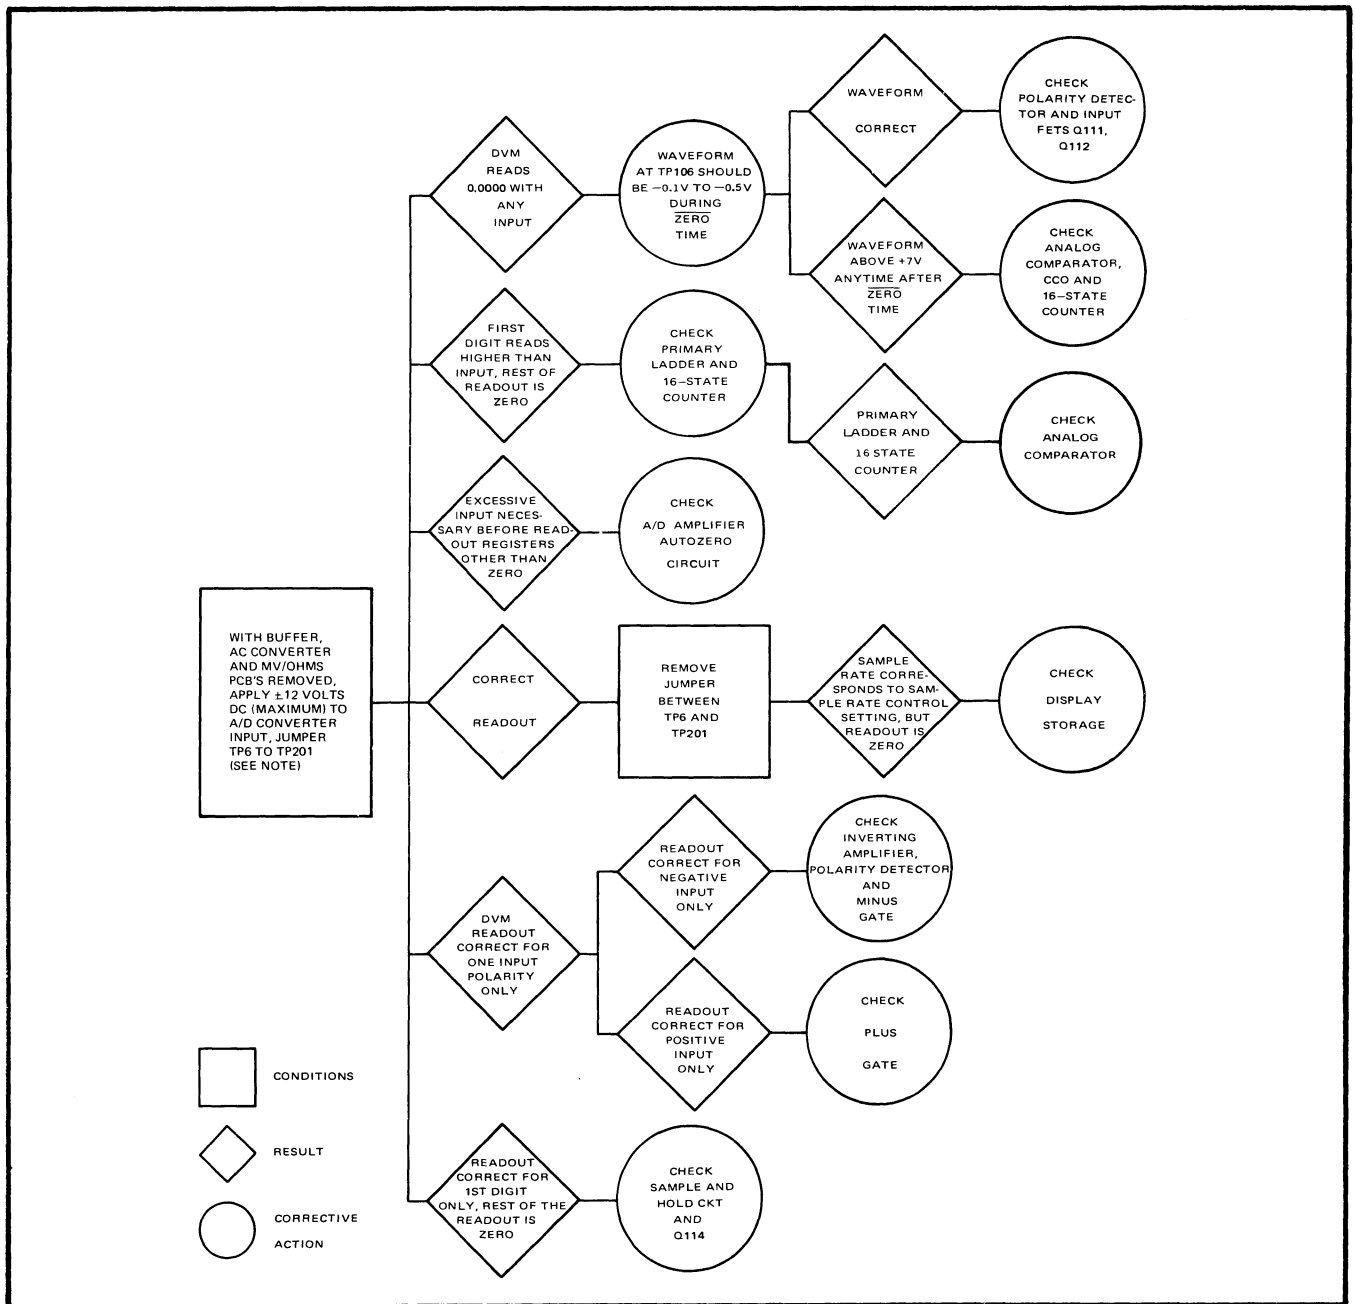 WITH BUFFER,
AC CONVERTER
AND MV/OHMS
PCB'S REMOVED,
APPLY ±12 VOLTS
DC (MAXIMUM) TO
A/D CONVERTER
INPUT, JUMPER
TP6 TO TP201
(SEE NOTE)
DVM
READS
0.0000 WITH
ANY
INPUT
WAVEFORM
AT TP106 SHOULD
BE −0.1V TO −0.5V
DURING
ZERO
TIME
WAVEFORM
CORRECT
CHECK
POLARITY DETEC-
TOR AND INPUT
FETS Q111,
Q112
WAVEFORM
ABOVE +7V
ANYTIME AFTER
ZERO
TIME
CHECK
ANALOG
COMPARATOR,
CCO AND
16–STATE
COUNTER
FIRST
DIGIT READS
HIGHER THAN
INPUT, REST OF
READOUT IS
ZERO
CHECK
PRIMARY
LADDER AND
16–STATE
COUNTER
PRIMARY
LADDER AND
16 STATE
COUNTER
CHECK
ANALOG
COMPARATOR
EXCESSIVE
INPUT NECES-
SARY BEFORE READ-
OUT REGISTERS
OTHER THAN
ZERO
CHECK
A/D AMPLIFIER
AUTOZERO
CIRCUIT
CORRECT
READOUT
REMOVE
JUMPER
BETWEEN
TP6 AND
TP201
SAMPLE
RATE CORRE-
SPONDS TO SAM-
PLE RATE CONTROL
SETTING, BUT
READOUT IS
ZERO
CHECK
DISPLAY
STORAGE
DVM
READOUT
CORRECT FOR
ONE INPUT
POLARITY
ONLY
READOUT
CORRECT FOR
NEGATIVE
INPUT
ONLY
CHECK
INVERTING
AMPLIFIER,
POLARITY DETECTOR
AND
MINUS
GATE
READOUT
CORRECT FOR
POSITIVE
INPUT
ONLY
CHECK
PLUS
GATE
READOUT
CORRECT FOR
1ST DIGIT
ONLY, REST OF THE
READOUT IS
ZERO
CHECK
SAMPLE AND
HOLD CKT
AND
Q114
CONDITIONS
RESULT
CORRECTIVE
ACTION